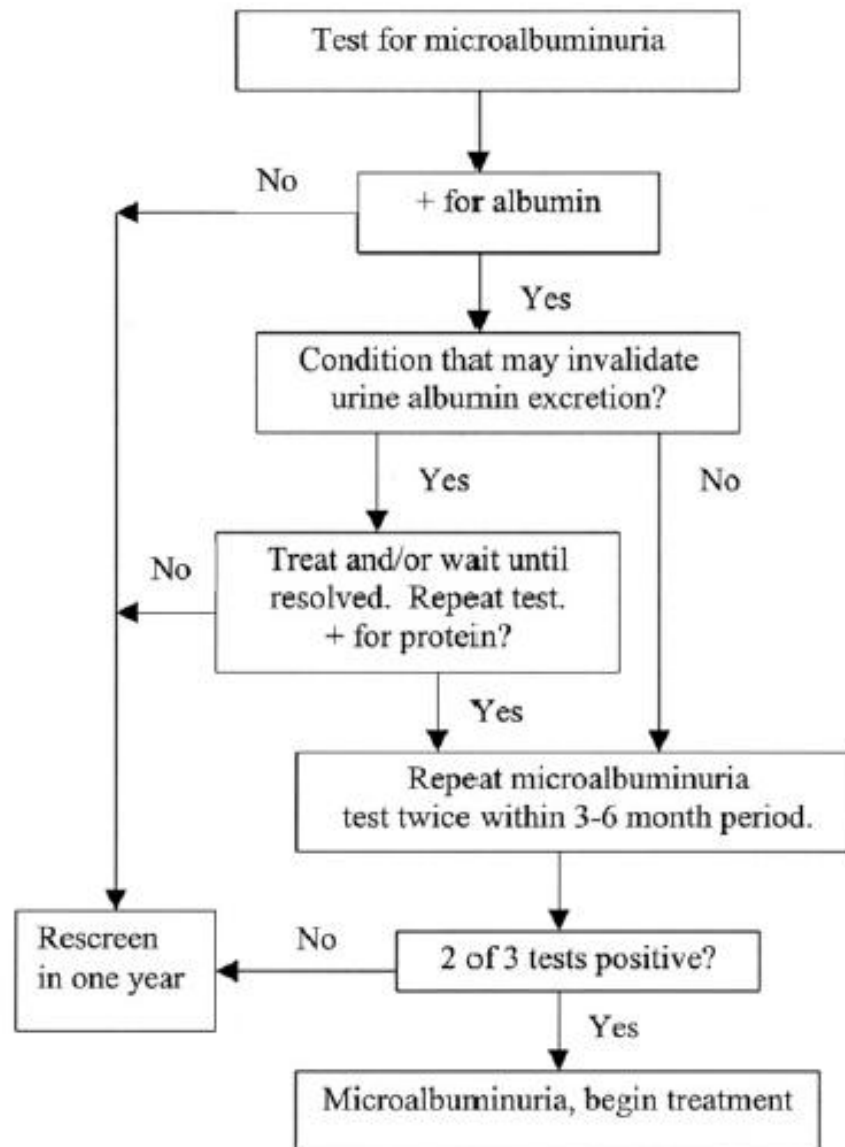 Test for microalbuminuria
No
+ for albumin
Yes
Condition that may invalidate
urine albumin excretion?
Yes
No
No
Treat and/or wait until
resolved. Repeat test.
+ for protein?
Yes
Repeat microalbuminuria
test twice within 3-6 month period.
Rescreen
in one year
No
2 of 3 tests positive?
Yes
Microalbuminuria, begin treatment